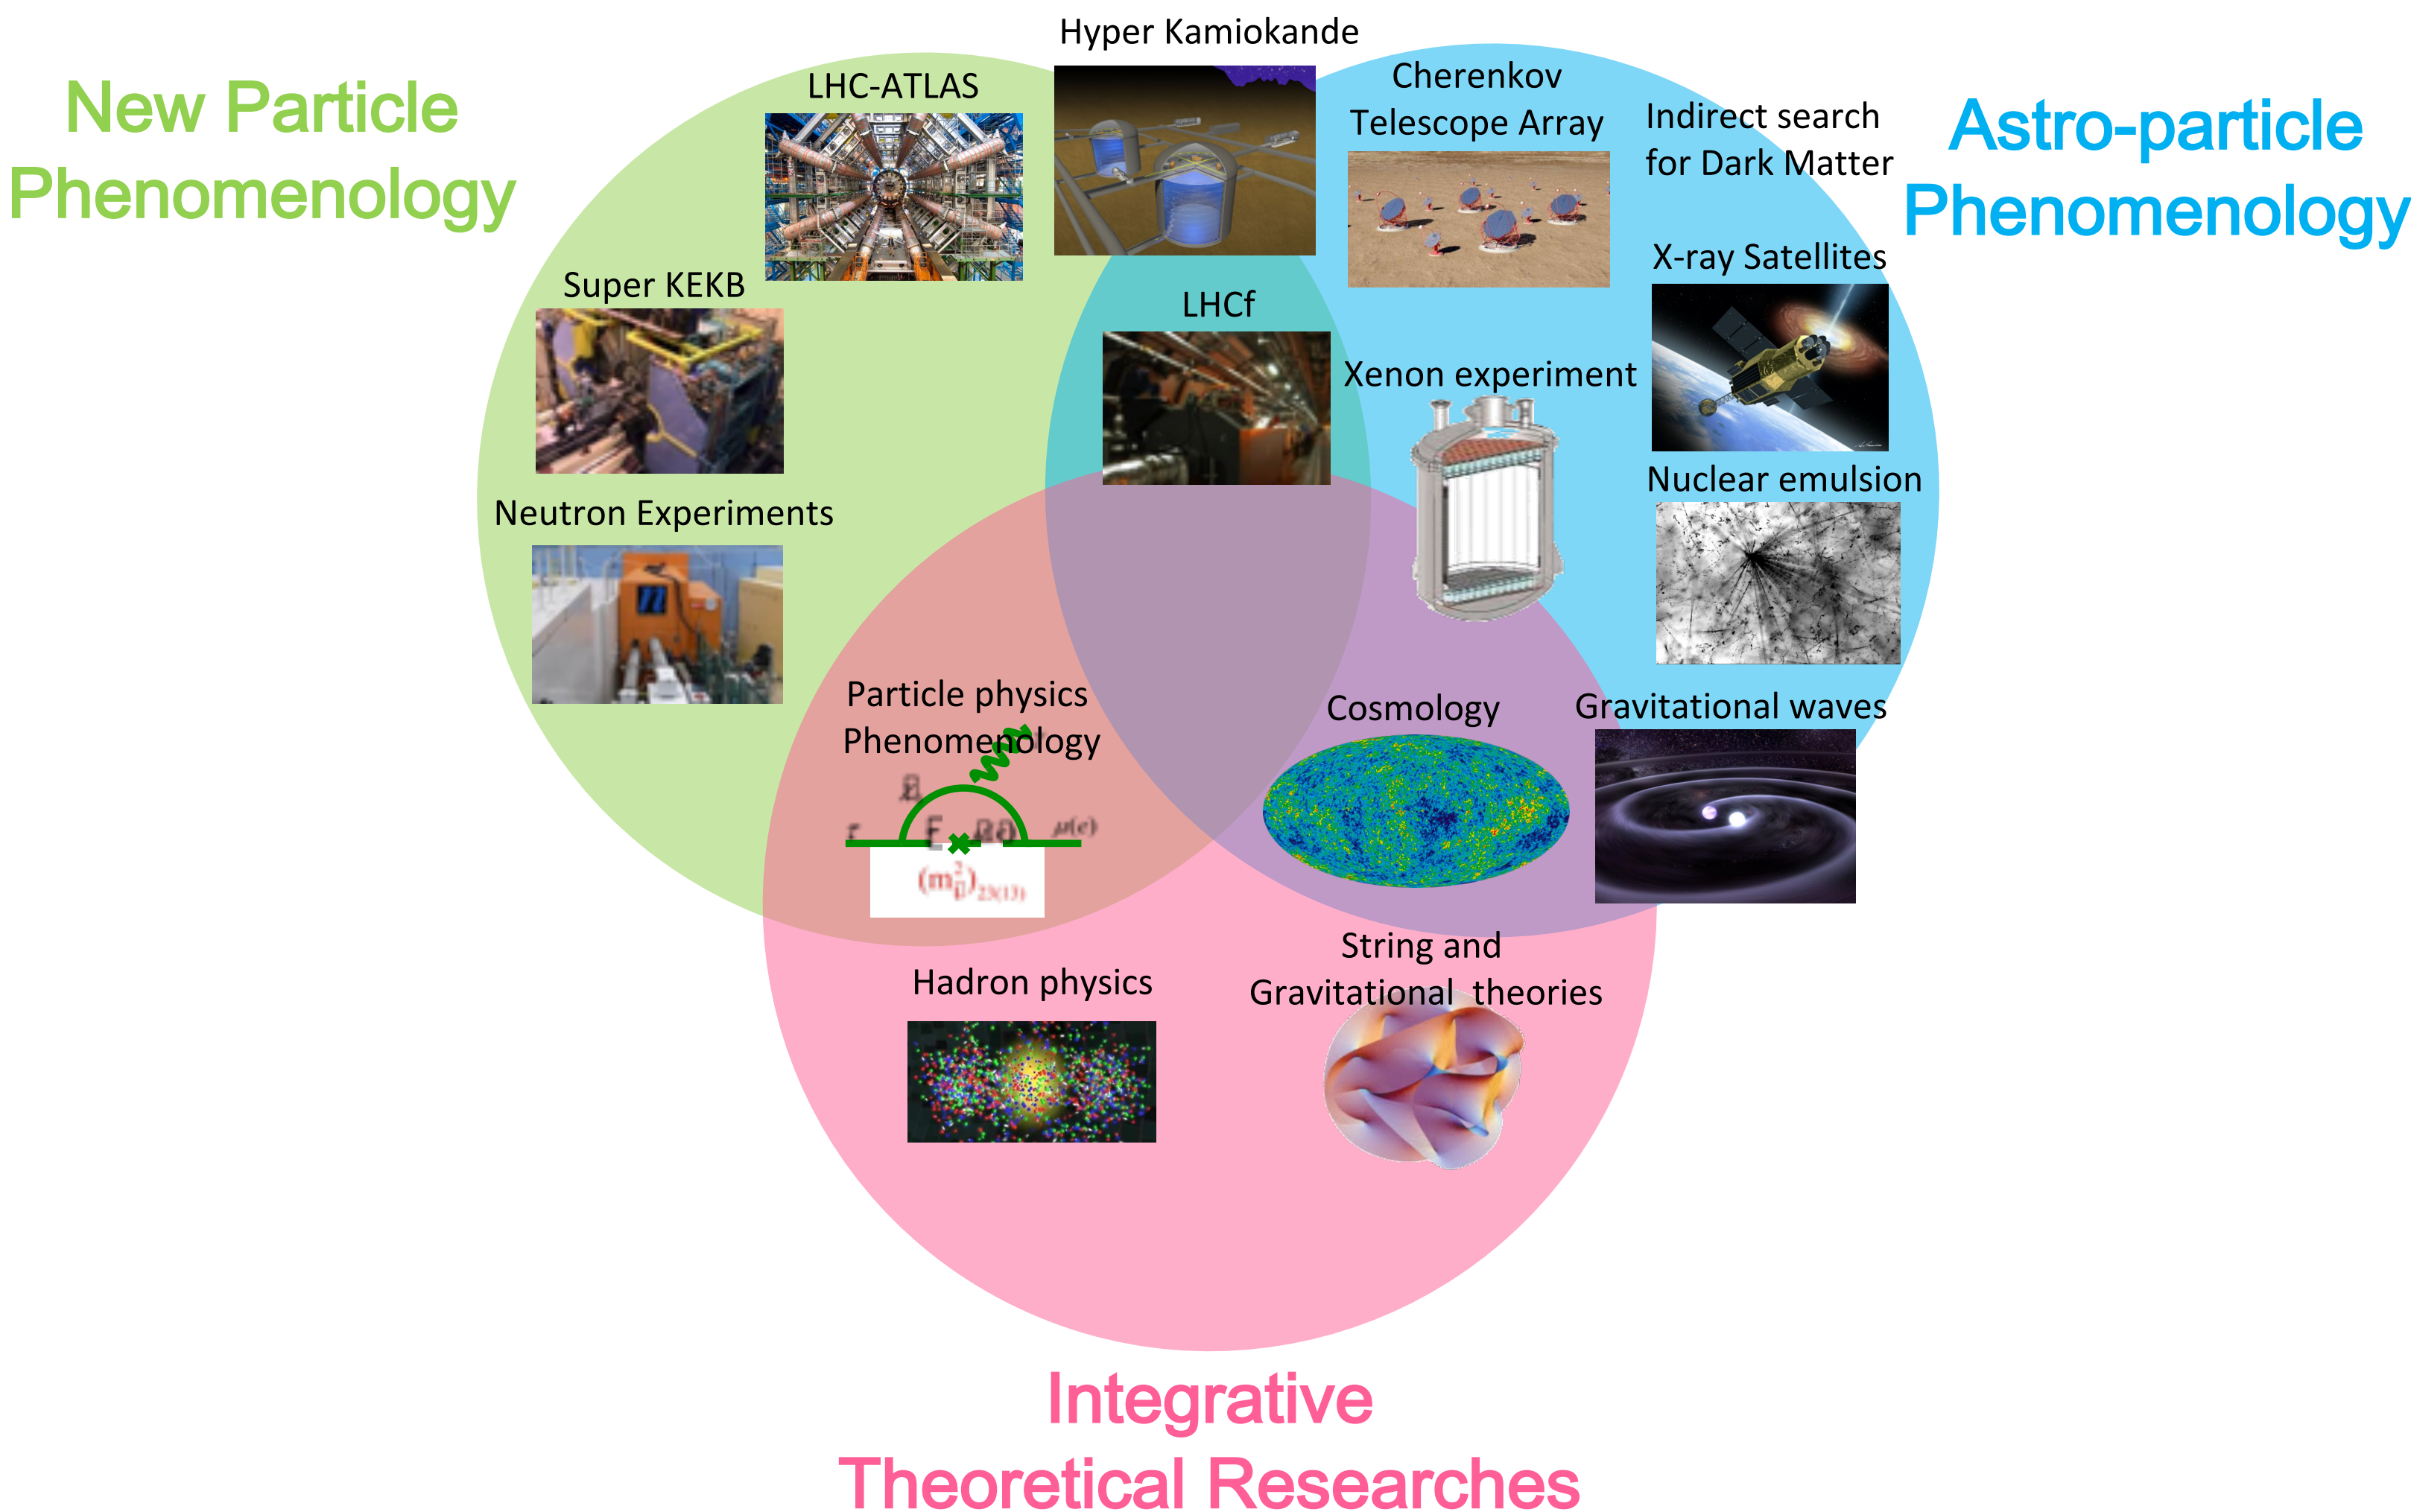 Hyper Kamiokande
New Particle
Phenomenology
LHC-ATLAS
Cherenkov
Telescope Array
Indirect search
for Dark Matter
Astro-particle
Phenomenology
Super KEKB
LHCf
X-ray Satellites
Xenon experiment
Neutron Experiments
Nuclear emulsion
Particle physics
Phenomenology
Cosmology
Gravitational waves
τ
μ(e)
Hadron physics
String and
Gravitational theories
Integrative
Theoretical Researches